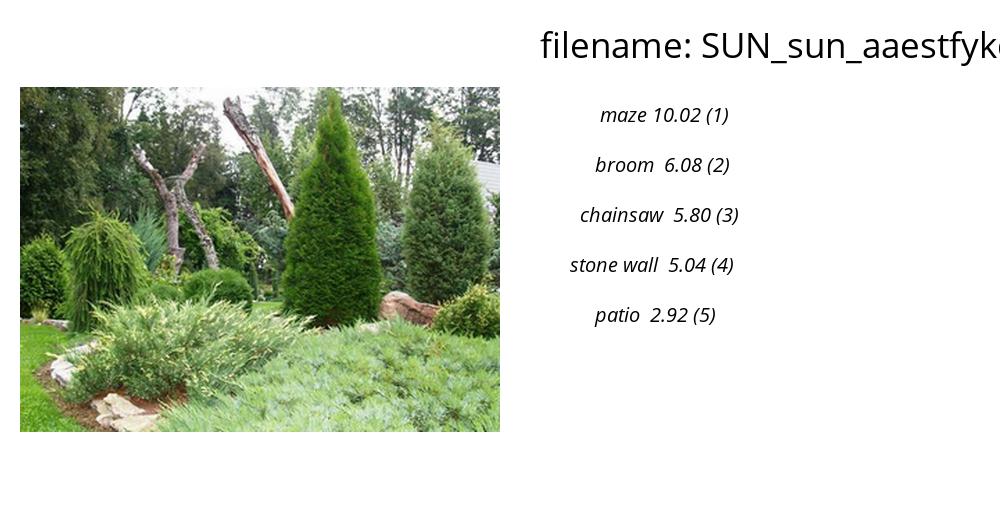 filename: SUN_sun_aaestfyk
maze 10.02 (1)
broom 6.08 (2)
chainsaw 5.80 (3)
stone wall 5.04 (4)
patio 2.92 (5)